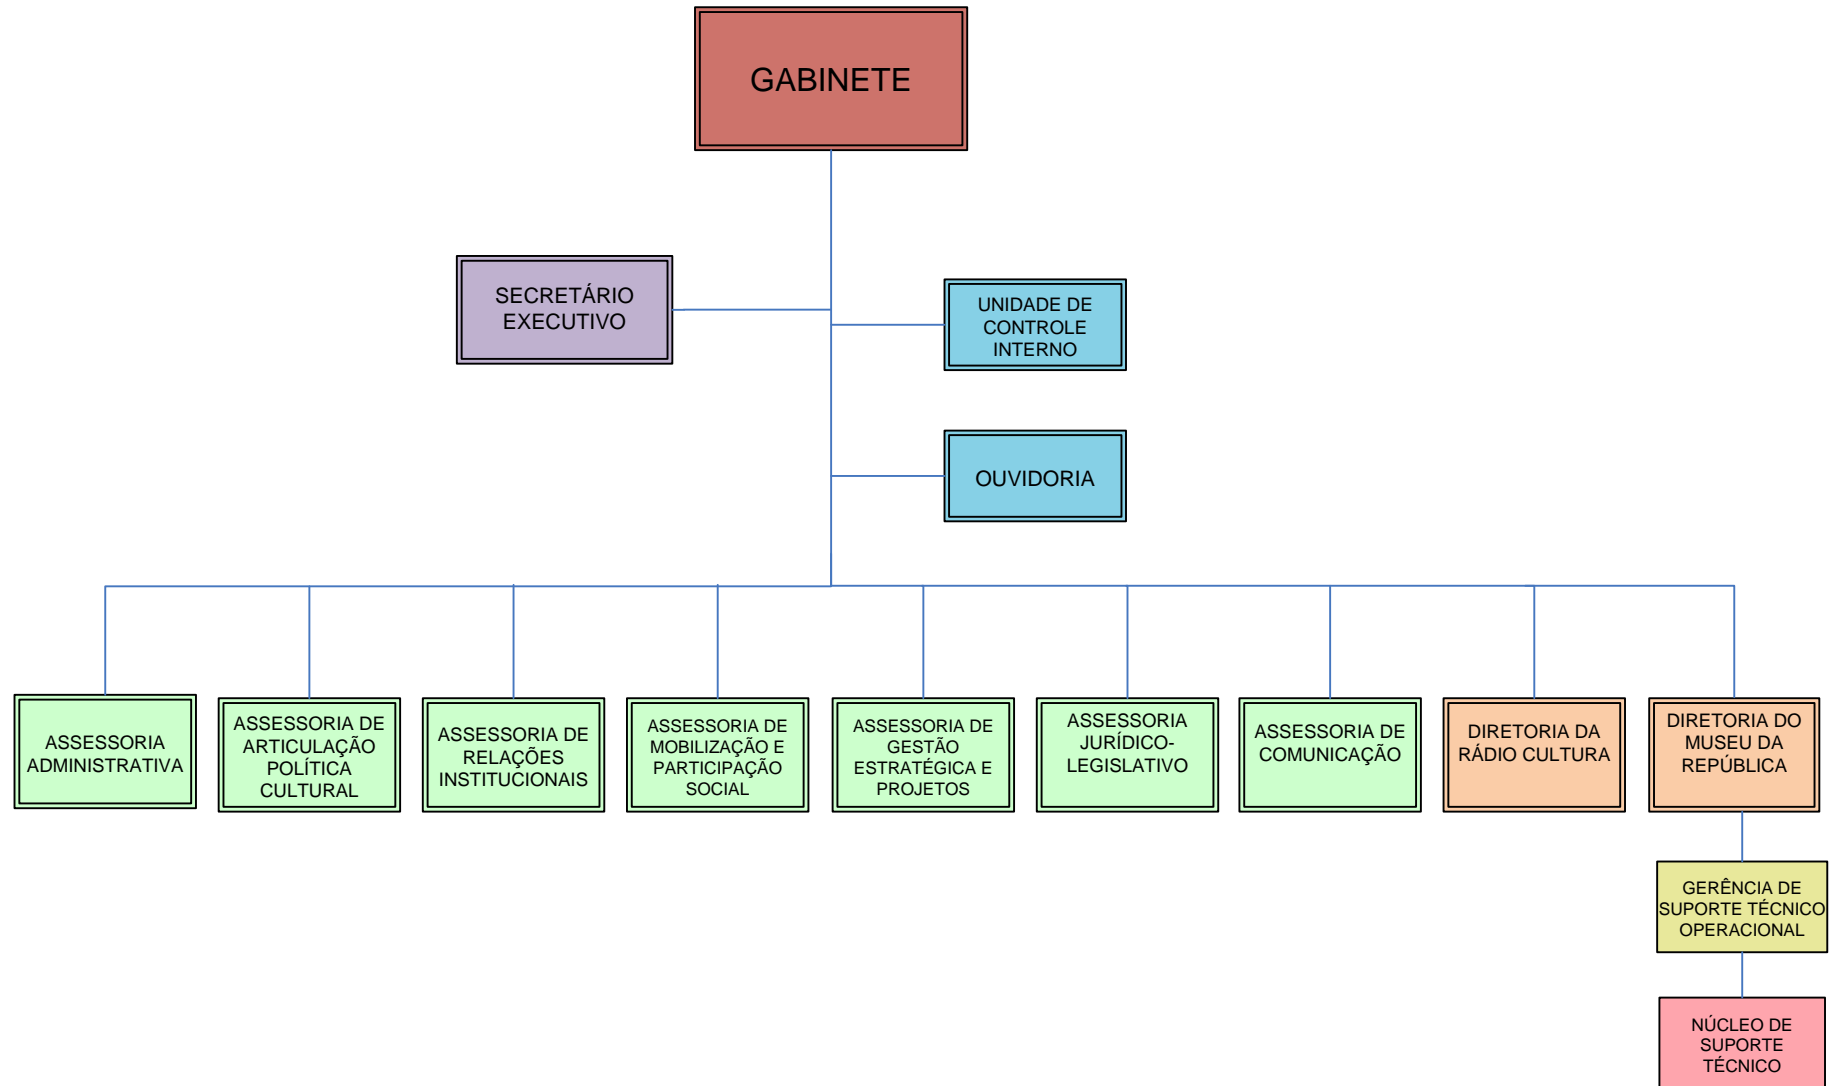 GABINETE
SECRETÁRIO
EXECUTIVO
UNIDADE DE
CONTROLE
INTERNO
OUVIDORIA
ASSESSORIA
ADMINISTRATIVA
ASSESSORIA DE
ARTICULAÇÃO
POLÍTICA
CULTURAL
ASSESSORIA DE
RELAÇÕES
INSTITUCIONAIS
ASSESSORIA DE
MOBILIZAÇÃO E
PARTICIPAÇÃO
SOCIAL
ASSESSORIA DE
GESTÃO
ESTRATÉGICA E
PROJETOS
ASSESSORIA
JURÍDICO-
LEGISLATIVO
ASSESSORIA DE
COMUNICAÇÃO
DIRETORIA DA
RÁDIO CULTURA
DIRETORIA DO
MUSEU DA
REPÚBLICA
GERÊNCIA DE
SUPORTE TÉCNICO
OPERACIONAL
NÚCLEO DE
SUPORTE
TÉCNICO